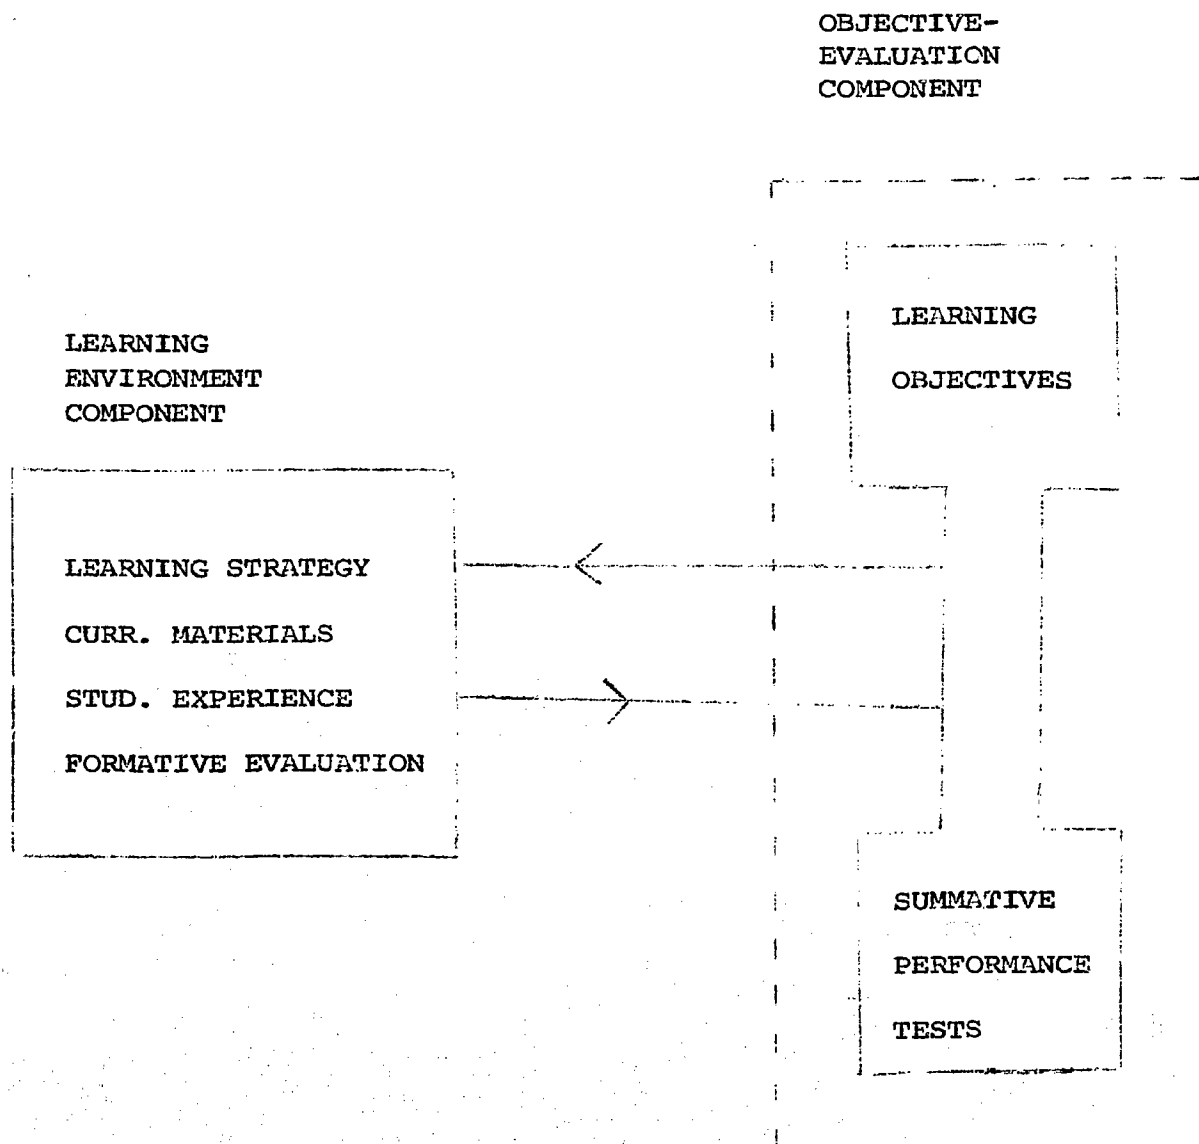 OBJECTIVE-
EVALUATION
COMPONENT
LEARNING
ENVIRONMENT
COMPONENT
LEARNING STRATEGY
CURR. MATERIALS
STUD. EXPERIENCE
FORMATIVE EVALUATION
LEARNING
OBJECTIVES
SUMMATIVE
PERFORMANCE
TESTS